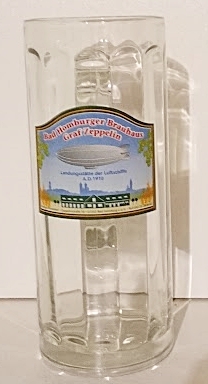 Bad Homburger Brauhaus
Graf Zeppelin
Landungsstätte der Luftschiffe
A.D. 1910